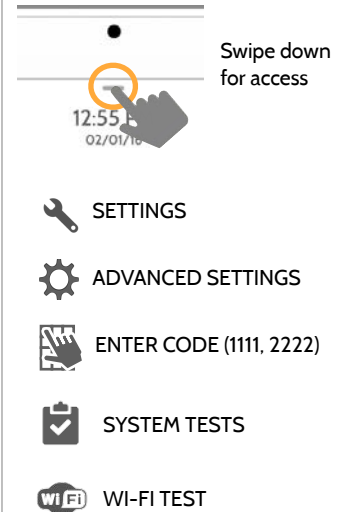 Swipe down
for access
12:55 P
02/01/16
SETTINGS
ADVANCED SETTINGS
ENTER CODE (1111, 2222)
SYSTEM TESTS
WiFi WI-FI TEST